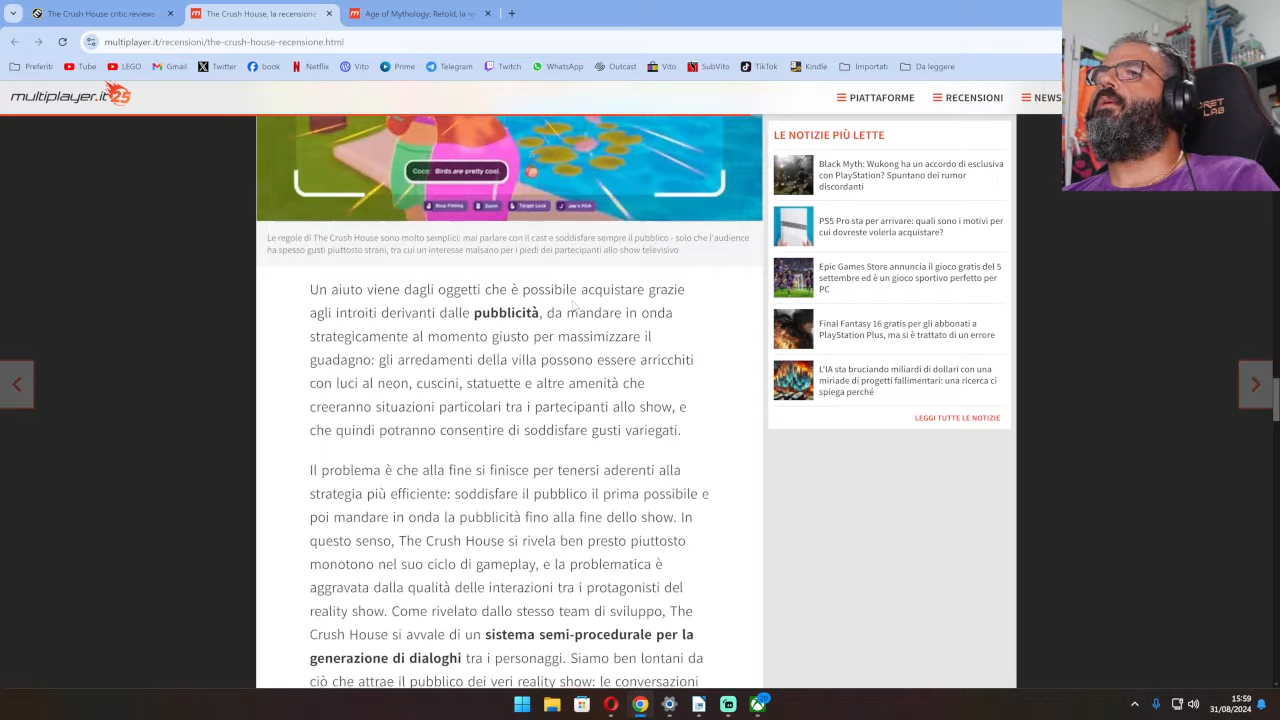 The Crush House: critic review
The Crush House, la recensione
Age of Mythology: Retold, la rec
multiplayer.it/recensioni/the-crush-house-recensione.html
Preferiti
YouTube
LEGO
Gmail
Twitter
book
Netflix
Vito
Prime
Telegram
Twitch
WhatsApp
Outcast
Vito
SubVito
TikTok
Kindle
Importati
Da leggere
multiplayer.it 25
PIATTAFORME
RECENSIONI
NEWS
Coco: Birds are pretty cool.
Stop Filming
Zoom
Target Lock
Jae's PDA
Le regole di The Crush House sono molto semplici: mai parlare con il cast e soddisfare sempre il pubblico - solo che l'audience
ha spesso gusti piuttosto strani, tra cui un interesse malsano per i piedi dei partecipanti allo show televisivo
Un aiuto viene dagli oggetti che è possibile acquistare grazie
agli introiti derivanti dalle pubblicità, da mandare in onda
strategicamente al momento giusto per massimizzare il
guadagno: gli arredamenti della villa possono essere arricchiti
con luci al neon, cuscini, statuette e altre amenità che
creeranno situazioni particolari tra i partecipanti allo show, e
che quindi potranno consentire di soddisfare gusti variegati.
Il problema è che alla fine si finisce per tenersi aderenti alla
strategia più efficiente: soddisfare il pubblico il prima possibile e
poi mandare in onda la pubblicità fino alla fine dello show. In
questo senso, The Crush House si rivela ben presto piuttosto
monotono nel suo ciclo di gameplay, e la problematica è
aggravata dalla qualità delle interazioni tra i protagonisti del
reality show. Come rivelato dallo stesso team di sviluppo, The
Crush House si avvale di un sistema semi-procedurale per la
generazione di dialoghi tra i personaggi. Siamo ben lontani da
ciò che attrae il pubblico dei veri reality show: le conversazioni
LE NOTIZIE PIÙ LETTE
Black Myth: Wukong ha un accordo di esclusiva
con PlayStation? Spuntano dei rumor
discordanti
PS5 Pro sta per arrivare: quali sono i motivi per
cui dovreste volerla acquistare?
Epic Games Store annuncia il gioco gratis del 5
settembre ed è un gioco sportivo perfetto per
PC
Final Fantasy 16 gratis per gli abbonati a
PlayStation Plus, ma si è trattato di un errore
L'IA sta bruciando miliardi di dollari con una
miriade di progetti fallimentari: una ricerca ci
spiega perché
LEGGI TUTTE LE NOTIZIE
15:59
31/08/2024